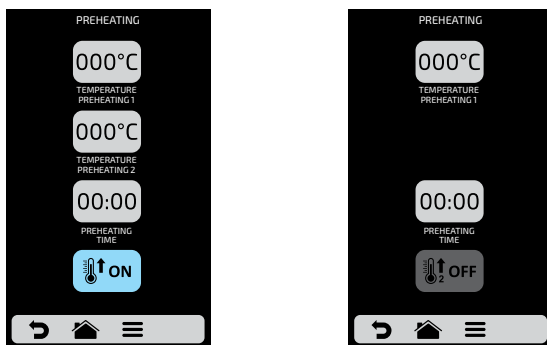 PREHEATING
000°C
TEMPERATURE
PREHEATING 1
000°C
TEMPERATURE
PREHEATING 2
00:00
PREHEATING
TIME
ON
PREHEATING
000°C
TEMPERATURE
PREHEATING 1
00:00
PREHEATING
TIME
2 OFF